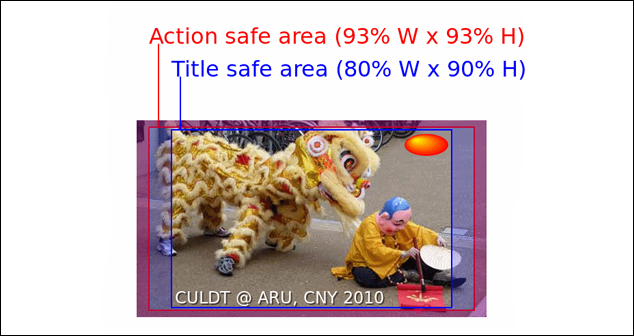 Action safe area (93% W x 93% H)
Title safe area (80% W x 90% H)
CULDT @ ARU, CNY 2010